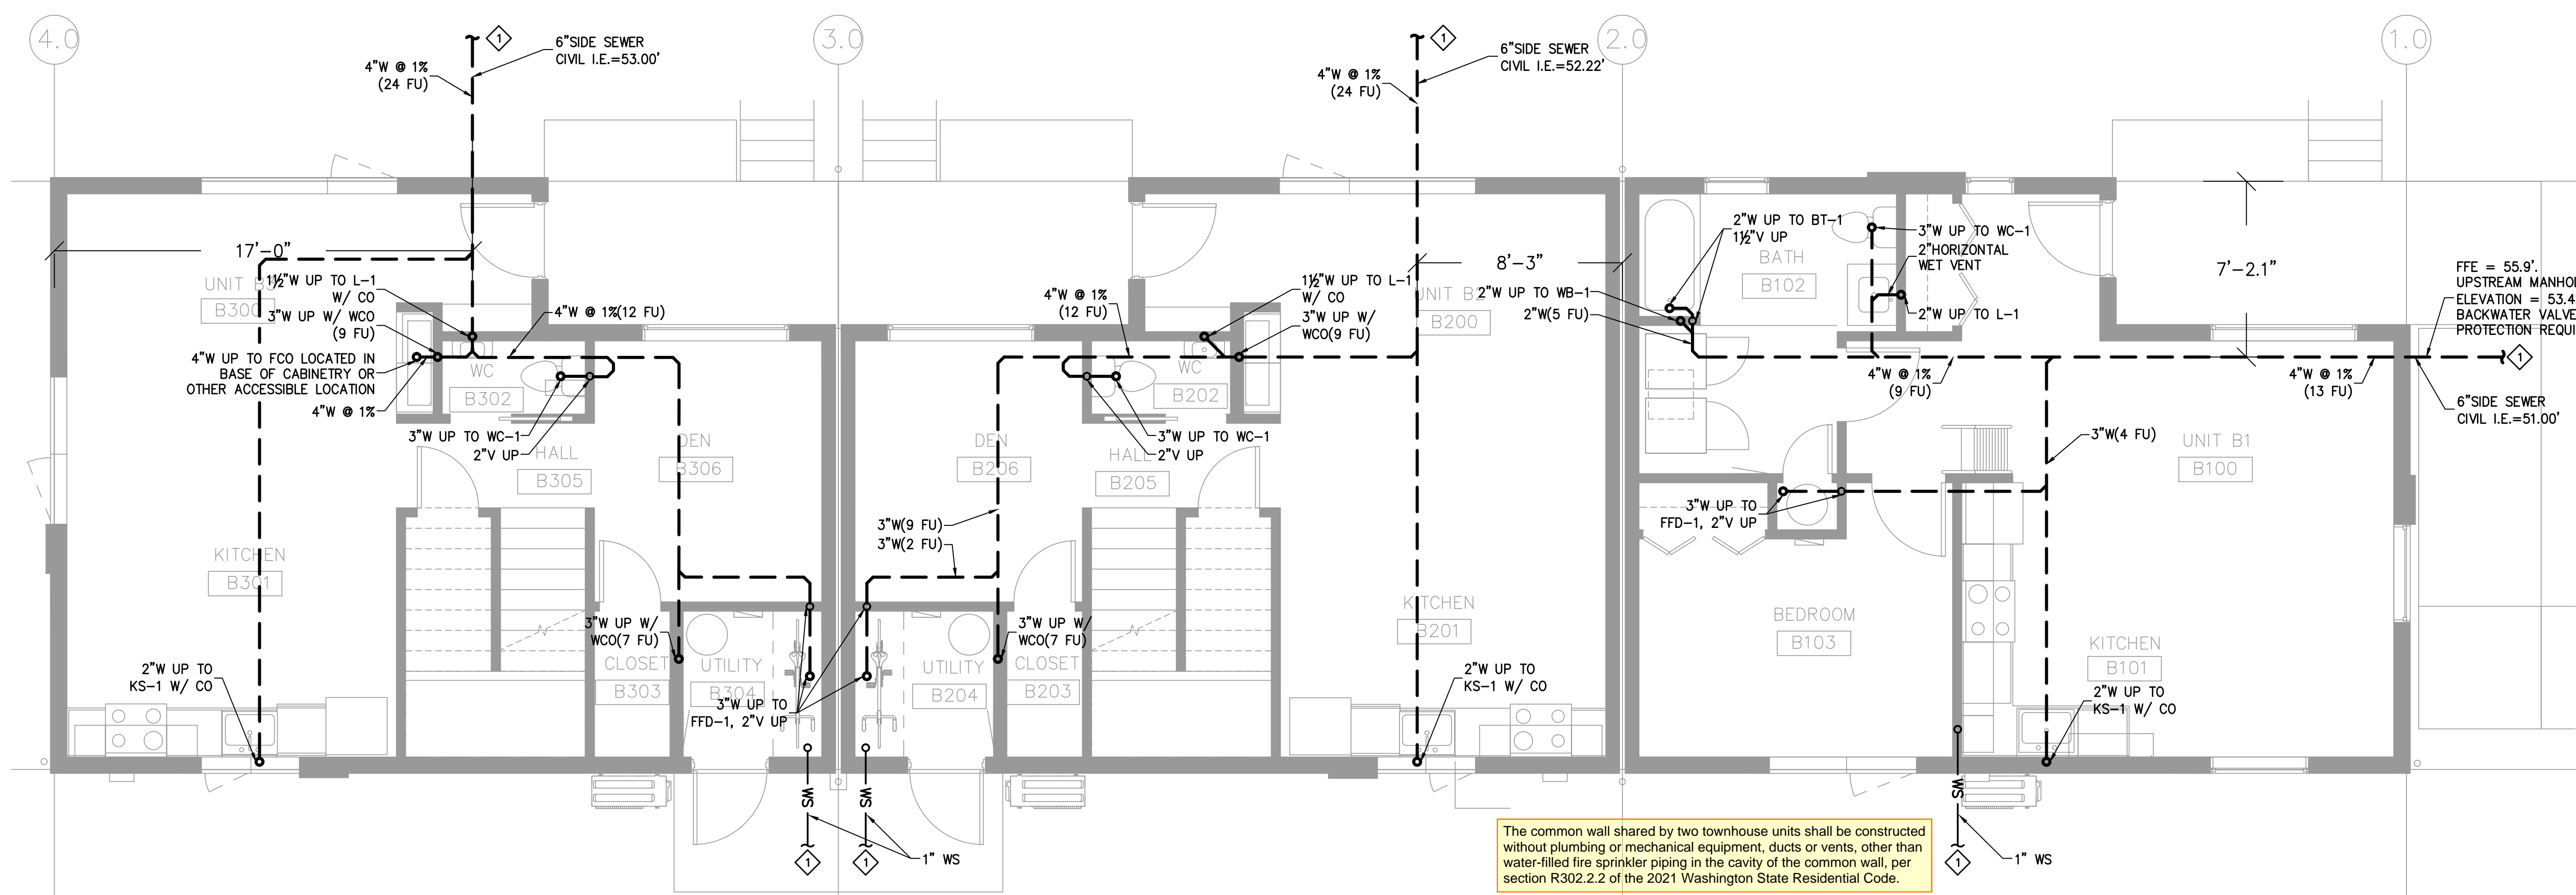 4.0
3.0
2.0
1.0
1
6"SIDE SEWER
CIVIL I.E.=53.00'
4"W @ 1%
(24 FU)
1
6"SIDE SEWER
CIVIL I.E.=52.22'
4"W @ 1%
(24 FU)
17'-0"
UNIT
B300
1½"W UP TO L-1
W/ CO
3"W UP W/ WCO
(9 FU)
4"W UP TO FCO LOCATED IN
BASE OF CABINETRY OR
OTHER ACCESSIBLE LOCATION
4"W @ 1%
4"W @ 1%(12 FU)
WC
B302
3"W UP TO WC-1
2"V UP
HALL
B305
DEN
B306
KITCHEN
B301
2"W UP TO
KS-1 W/ CO
3"W UP W/
WCO(7 FU)
CLOSET
B303
UTILITY
B304
3"W UP TO
FFD-1, 2"V UP
WS
1
WS
1
1" WS
4"W @ 1%
(12 FU)
1½"W UP TO L-1
W/ CO
3"W UP W/
WCO(9 FU)
WC
B202
3"W UP TO WC-1
2"V UP
DEN
B206
HALL
B205
3"W(9 FU)
3"W(2 FU)
3"W UP W/
WCO(7 FU)
UTILITY
B204
CLOSET
B203
8'-3"
UNIT
B200
KITCHEN
B201
2"W UP TO
KS-1 W/ CO
2"W UP TO BT-1
1½"V UP
BATH
B102
2"W UP TO WB-1
2"W(5 FU)
3"W UP TO WC-1
2"HORIZONTAL
WET VENT
2"W UP TO L-1
4"W @ 1%
(9 FU)
7'-2.1"
FFE = 55.9'.
UPSTREAM
ELEVATION =
BACKWATER
PROTECTION
1
4"W @ 1%
(13 FU)
6"SIDE SEWER
CIVIL I.E.=51.00'
3"W(4 FU)
UNIT B1
B100
3"W UP TO
FFD-1, 2"V UP
BEDROOM
B103
KITCHEN
B101
2"W UP TO
KS-1 W/ CO
WS
1
1" WS
The common wall shared by two townhouse units shall be constructed
without plumbing or mechanical equipment, ducts or vents, other than
water-filled fire sprinkler piping in the cavity of the common wall, per
section R302.2.2 of the 2021 Washington State Residential Code.